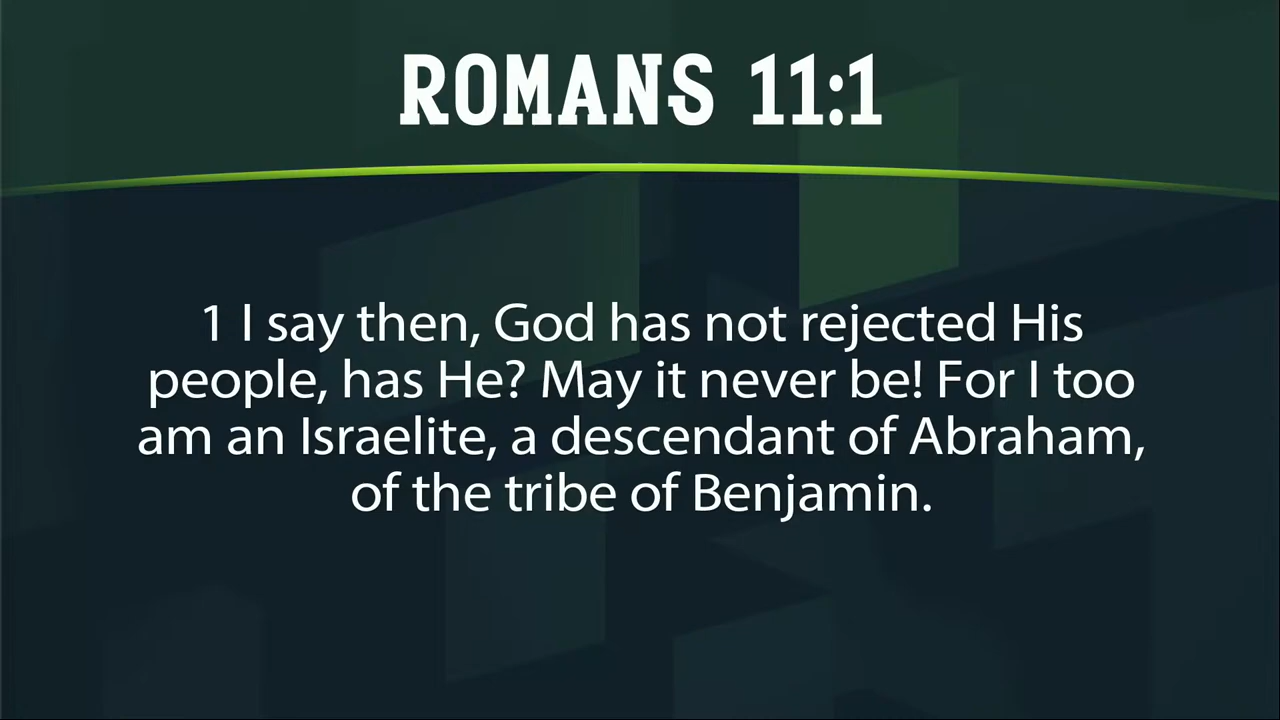 ROMANS 11:1
1 I say then, God has not rejected His
people, has He? May it never be! For I too
am an Israelite, a descendant of Abraham,
of the tribe of Benjamin.